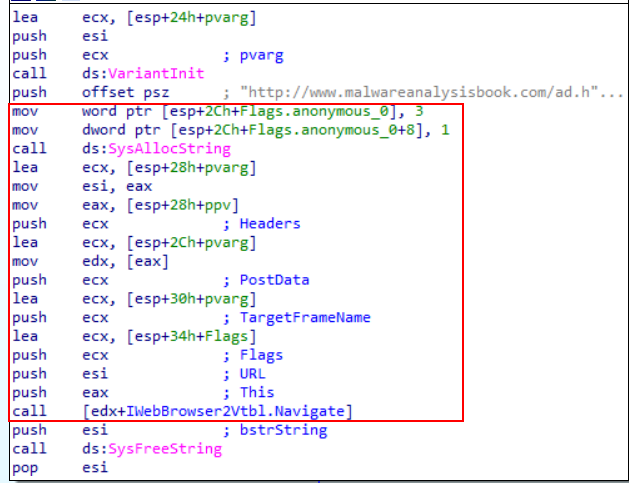 lea ecx, [esp+24h+pvarg]
push esi
push ecx ; pvarg
call ds:VariantInit
push offset psz ; "http://www.malwareanalysisbook.com/ad.h"...
mov word ptr [esp+2Ch+Flags.anonymous_0], 3
mov dword ptr [esp+2Ch+Flags.anonymous_0+8], 1
call ds:SysAllocString
lea ecx, [esp+28h+pvarg]
mov esi, eax
mov eax, [esp+28h+ppv]
push ecx ; Headers
lea ecx, [esp+2Ch+pvarg]
mov edx, [eax]
push ecx ; PostData
lea ecx, [esp+30h+pvarg]
push ecx ; TargetFrameName
lea ecx, [esp+34h+Flags]
push ecx ; Flags
push esi ; URL
push eax ; This
call [edx+IWebBrowser2Vtbl.Navigate]
push esi ; bstrString
call ds:SysFreeString
pop esi